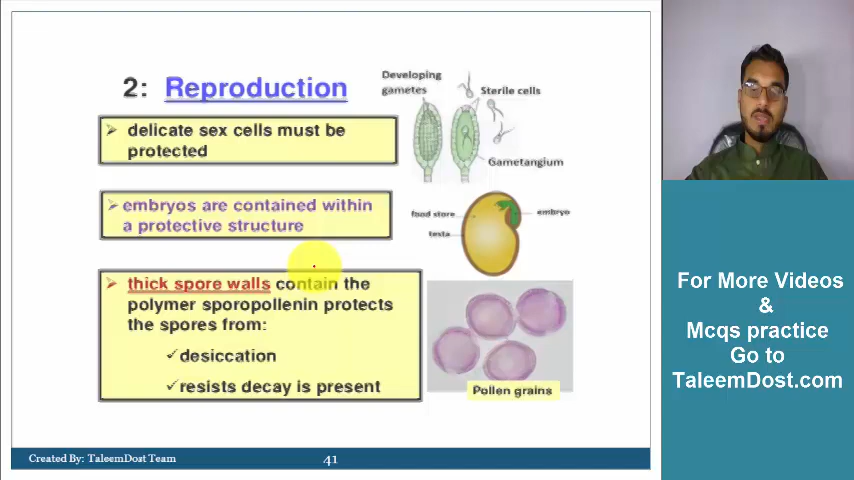 2: Reproduction
➢ delicate sex cells must be
protected
➢ embryos are contained within
a protective structure
➢ thick spore walls contain the
polymer sporopollenin protects
the spores from:
✓desiccation
✓resists decay is present
Developing
gametes
Sterile cells
Gametangium
food store
embryo
testa
Pollen grains
Created By: TaleemDost Team
41
For More Videos
&
Mcqs practice
Go to
TaleemDost.com